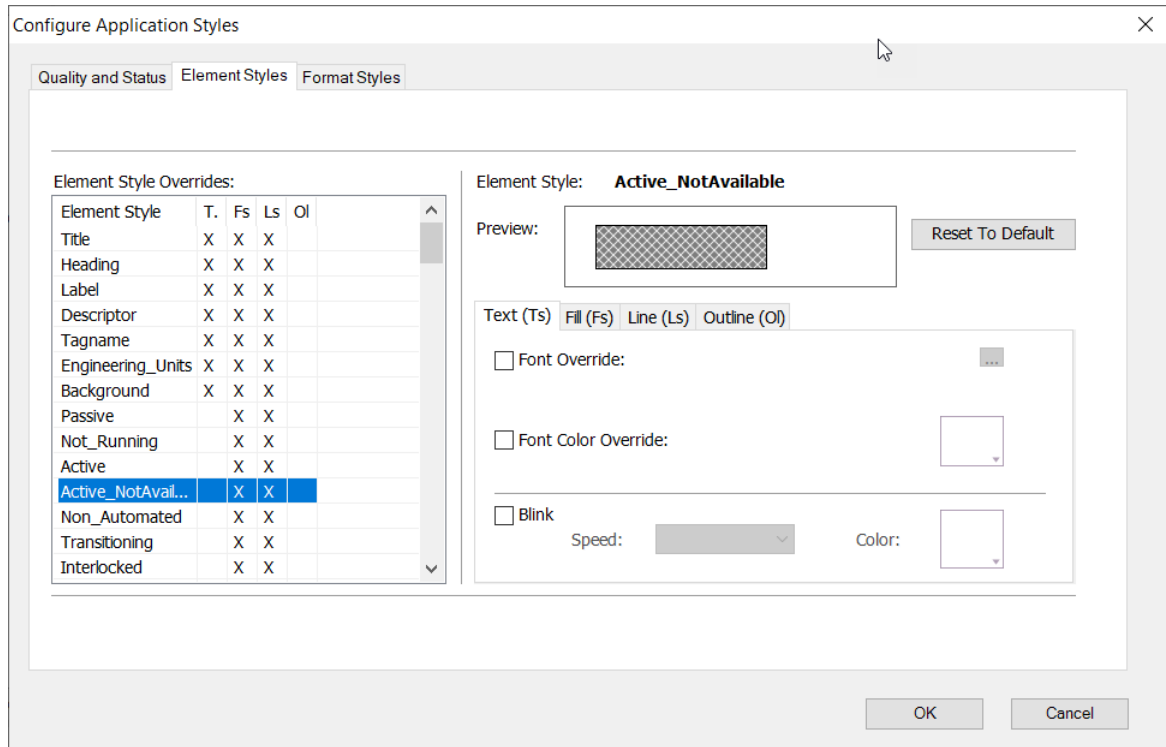 Configure Application Styles
Quality and Status Element Styles Format Styles
Element Style Overrides:
Element Style T. Fs Ls Ol
Title X X X
Heading X X X
Label X X X
Descriptor X X X
Tagname X X X
Engineering_Units X X X
Background X X X
Passive X X
Not_Running X X
Active X X
Active_NotAvail... X X
Non_Automated X X
Transitioning X X
Interlocked X X
Element Style: Active_NotAvailable
Preview:
Reset To Default
Text (Ts) Fill (Fs) Line (Ls) Outline (Ol)
Font Override:
...
Font Color Override:
Blink
Speed: Color:
OK Cancel